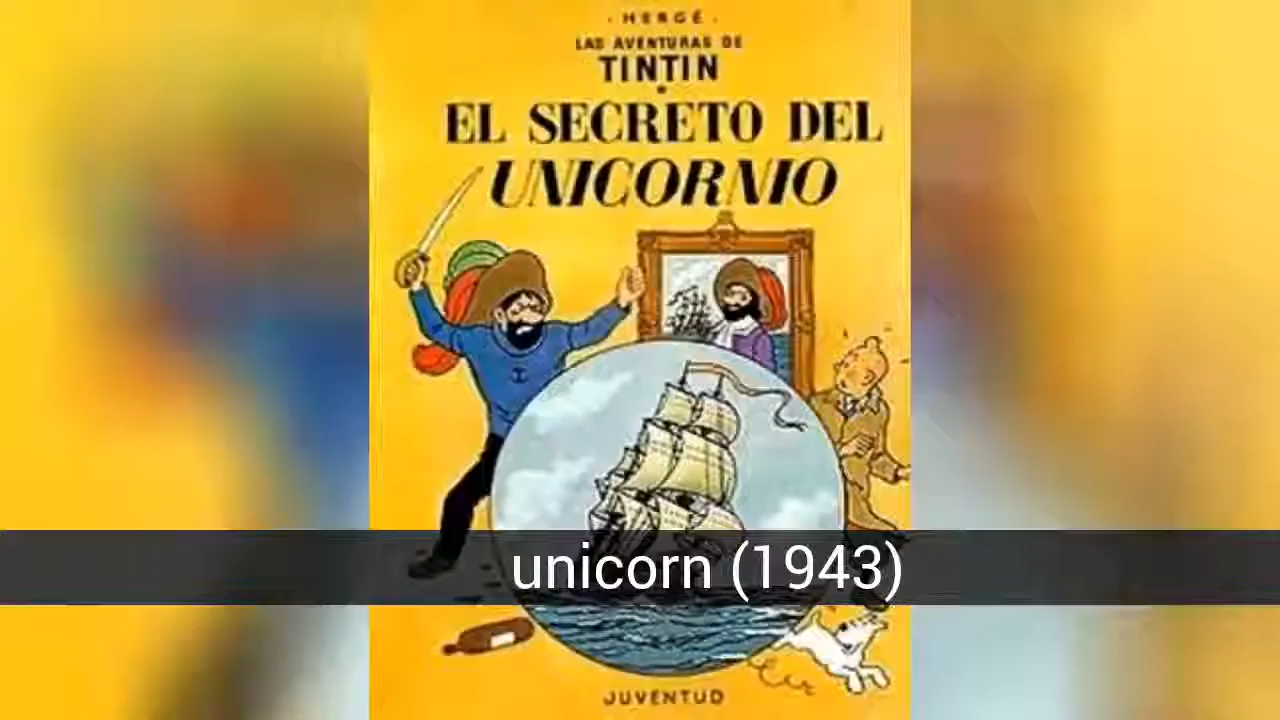 · HERGÉ ·
LAS AVENTURAS DE
TINTIN
EL SECRETO DEL
UNICORNIO
unicorn (1943)
JUVENTUD